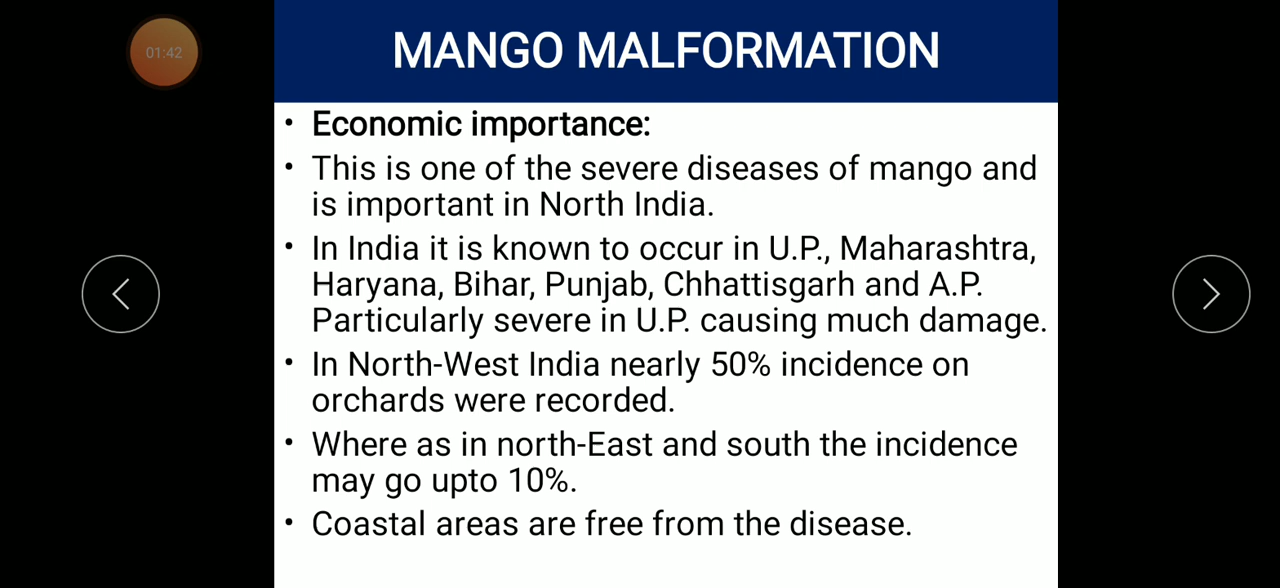 01:42
MANGO MALFORMATION
• Economic importance:
• This is one of the severe diseases of mango and
is important in North India.
• In India it is known to occur in U.P., Maharashtra,
Haryana, Bihar, Punjab, Chhattisgarh and A.P.
Particularly severe in U.P. causing much damage.
• In North-West India nearly 50% incidence on
orchards were recorded.
• Where as in north-East and south the incidence
may go upto 10%.
• Coastal areas are free from the disease.